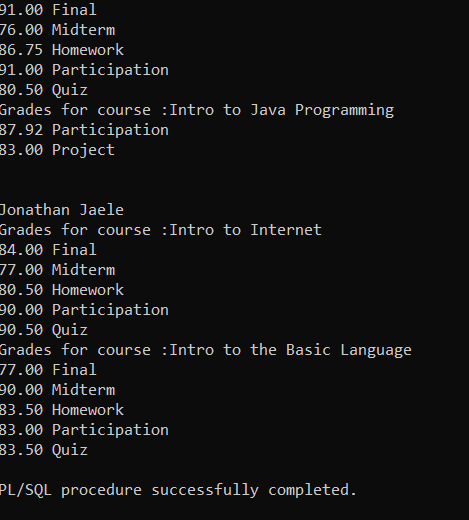 91.00 Final
76.00 Midterm
86.75 Homework
91.00 Participation
80.50 Quiz
Grades for course :Intro to Java Programming
87.92 Participation
83.00 Project
Jonathan Jaele
Grades for course :Intro to Internet
84.00 Final
77.00 Midterm
80.50 Homework
90.00 Participation
90.50 Quiz
Grades for course :Intro to the Basic Language
77.00 Final
90.00 Midterm
83.50 Homework
83.00 Participation
83.50 Quiz
PL/SQL procedure successfully completed.